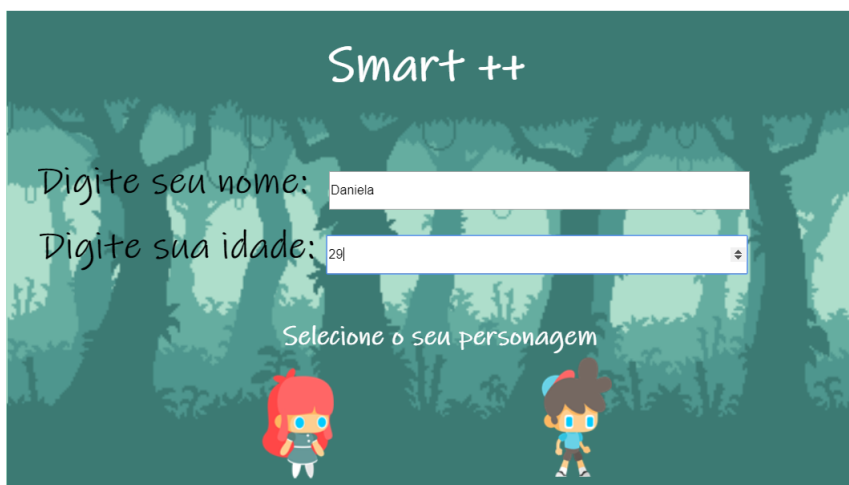 Smart ++
Digite seu nome: Daniela
Digite sua idade: 29
Selecione o seu personagem